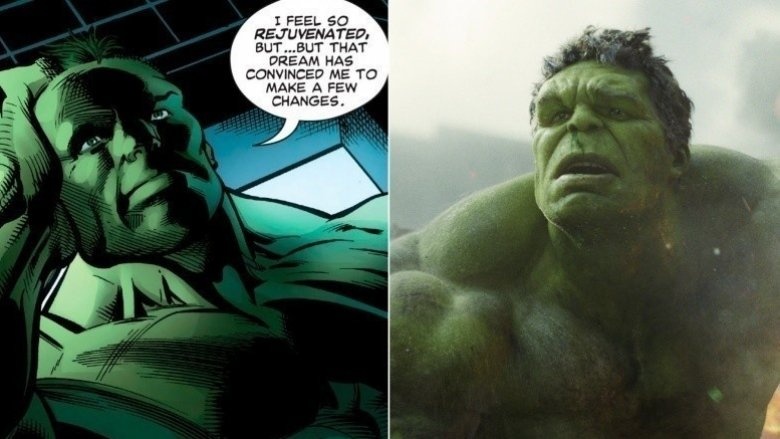 I FEEL SO
REJUVENATED,
BUT...BUT THAT
DREAM HAS
CONVINCED ME TO
MAKE A FEW
CHANGES.